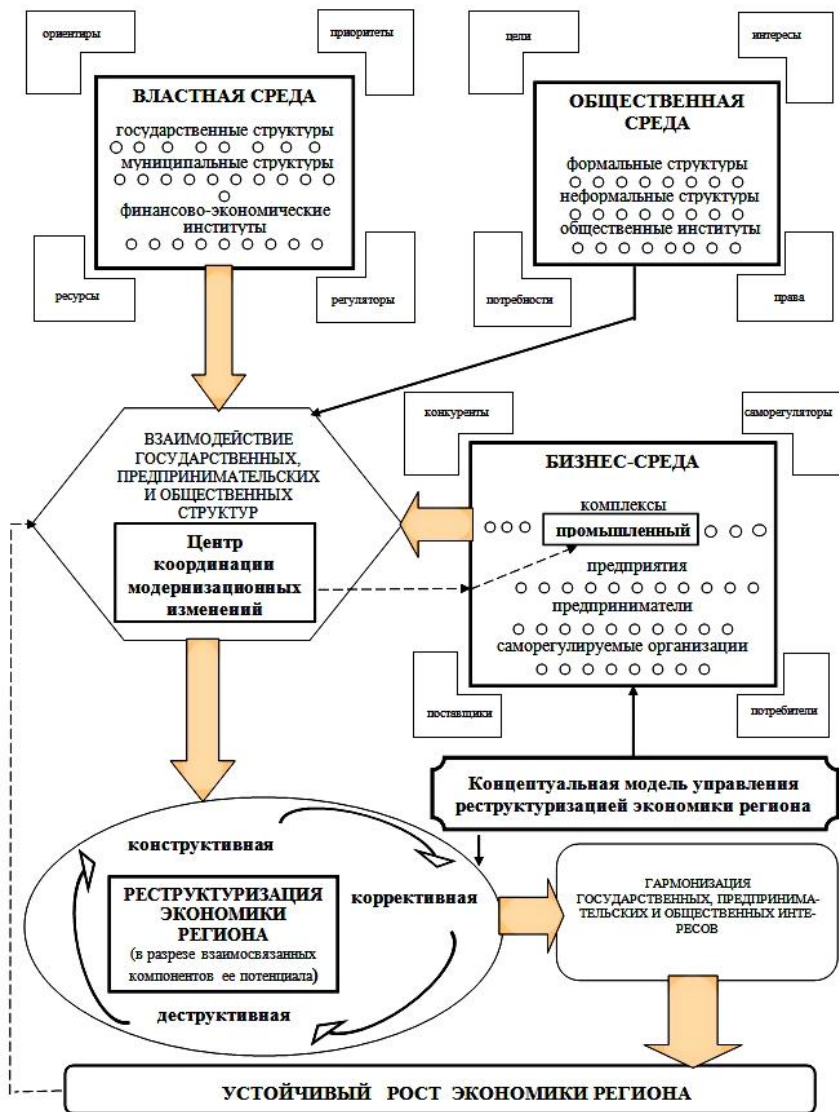 ориентиры
приоритеты
ВЛАСТНАЯ СРЕДА
государственные структуры
муниципальные структуры
финансово-экономические
институты
ресурсы
регуляторы
цели
интересы
ОБЩЕСТВЕННАЯ
СРЕДА
формальные структуры
неформальные структуры
общественные институты
потребности
права
ВЗАИМОДЕЙСТВИЕ
ГОСУДАРСТВЕННЫХ,
ПРЕДПРИНИМАТЕЛЬСКИХ
И ОБЩЕСТВЕННЫХ
СТРУКТУР
Центр
координации
модернизационных
изменений
конкуренты
саморегуляторы
БИЗНЕС-СРЕДА
комплексы
промышленный
предприятия
предприниматели
саморегулируемые организации
поставщики
потребители
Концептуальная модель управления
реструктуризацией экономики региона
конструктивная
коррективная
РЕСТРУКТУРИЗАЦИЯ
ЭКОНОМИКИ
РЕГИОНА
(в разрезе взаимосвязанных
компонентов ее потенциала)
деструктивная
ГАРМОНИЗАЦИЯ
ГОСУДАРСТВЕННЫХ, ПРЕДПРИНИМА-
ТЕЛЬСКИХ И ОБЩЕСТВЕННЫХ ИНТЕ-
РЕСОВ
УСТОЙЧИВЫЙ РОСТ ЭКОНОМИКИ РЕГИОНА